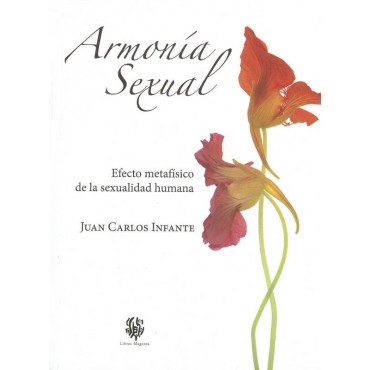 Armonía
Sexual
Efecto metafísico
de la sexualidad humana
Juan Carlos Infante
Libros Magenta